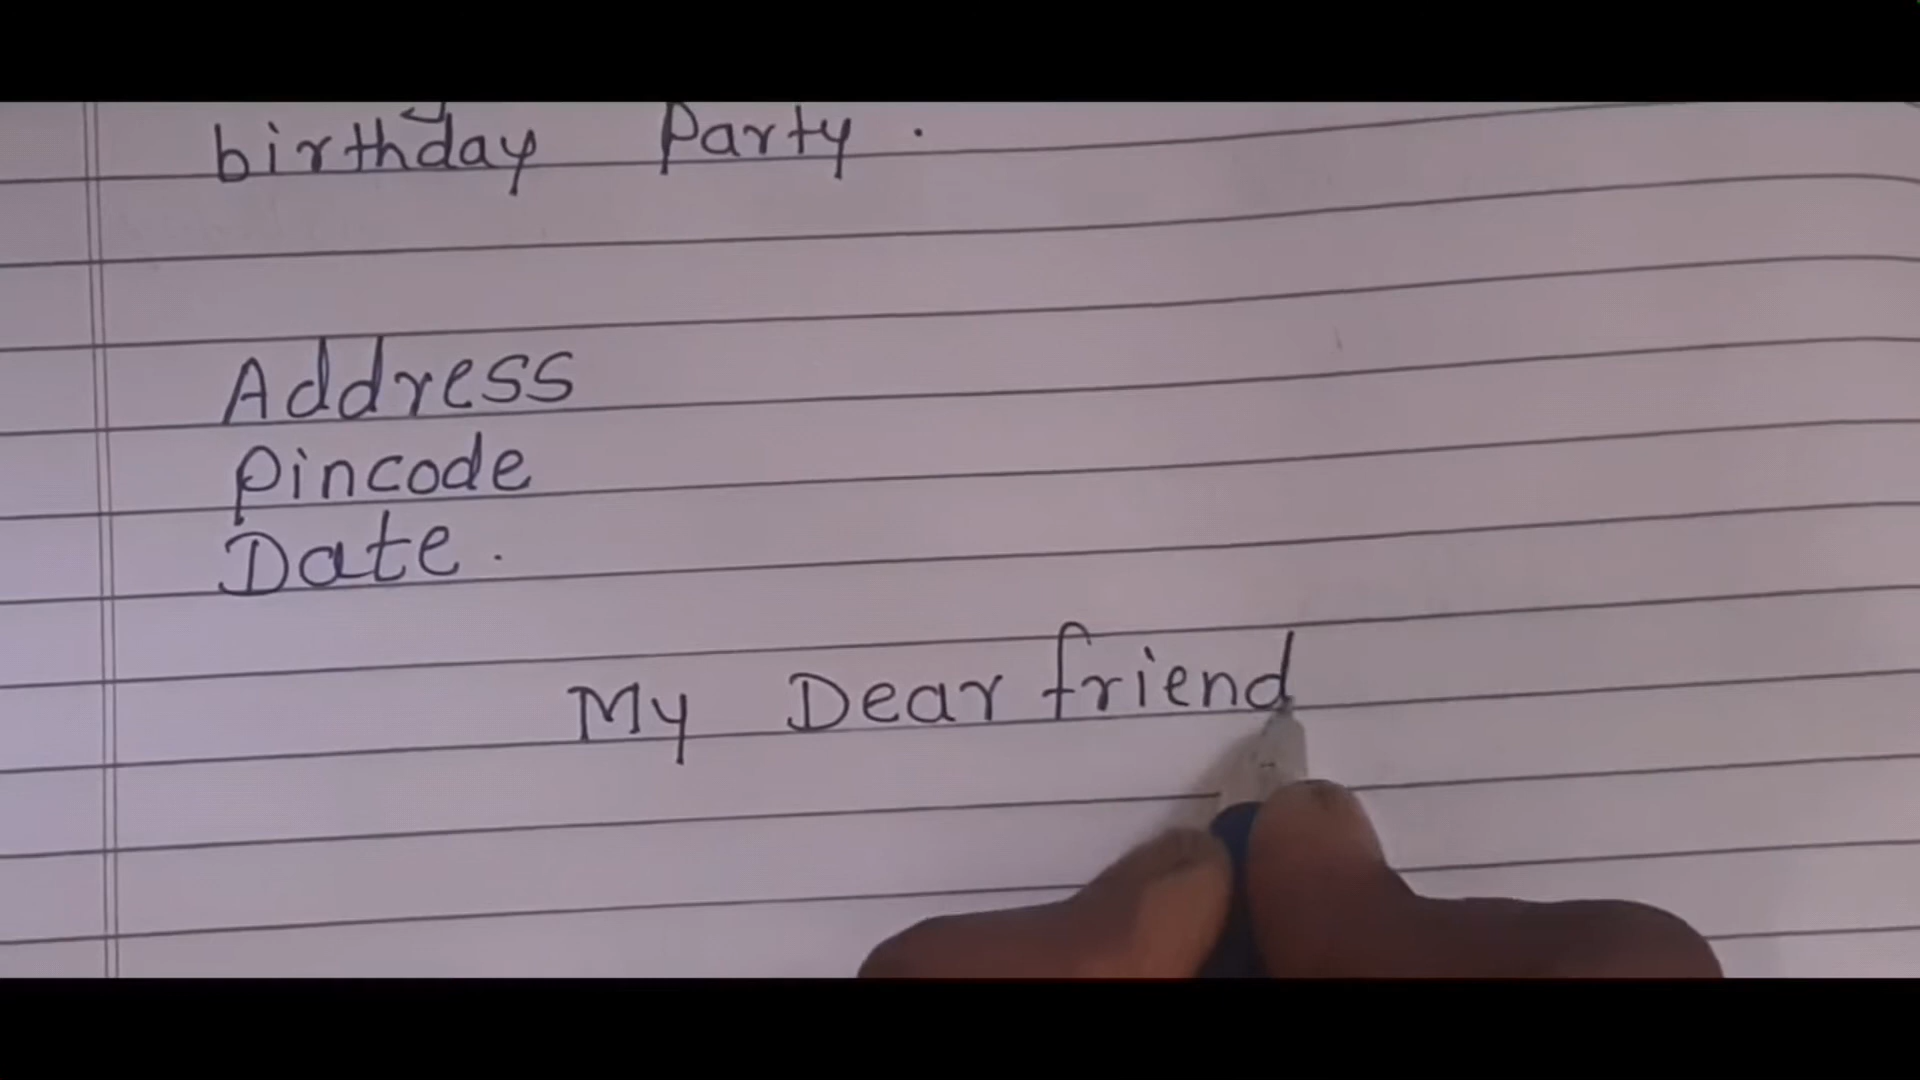 birthday Party.
Address
Pincode
Date.
My Dear friend